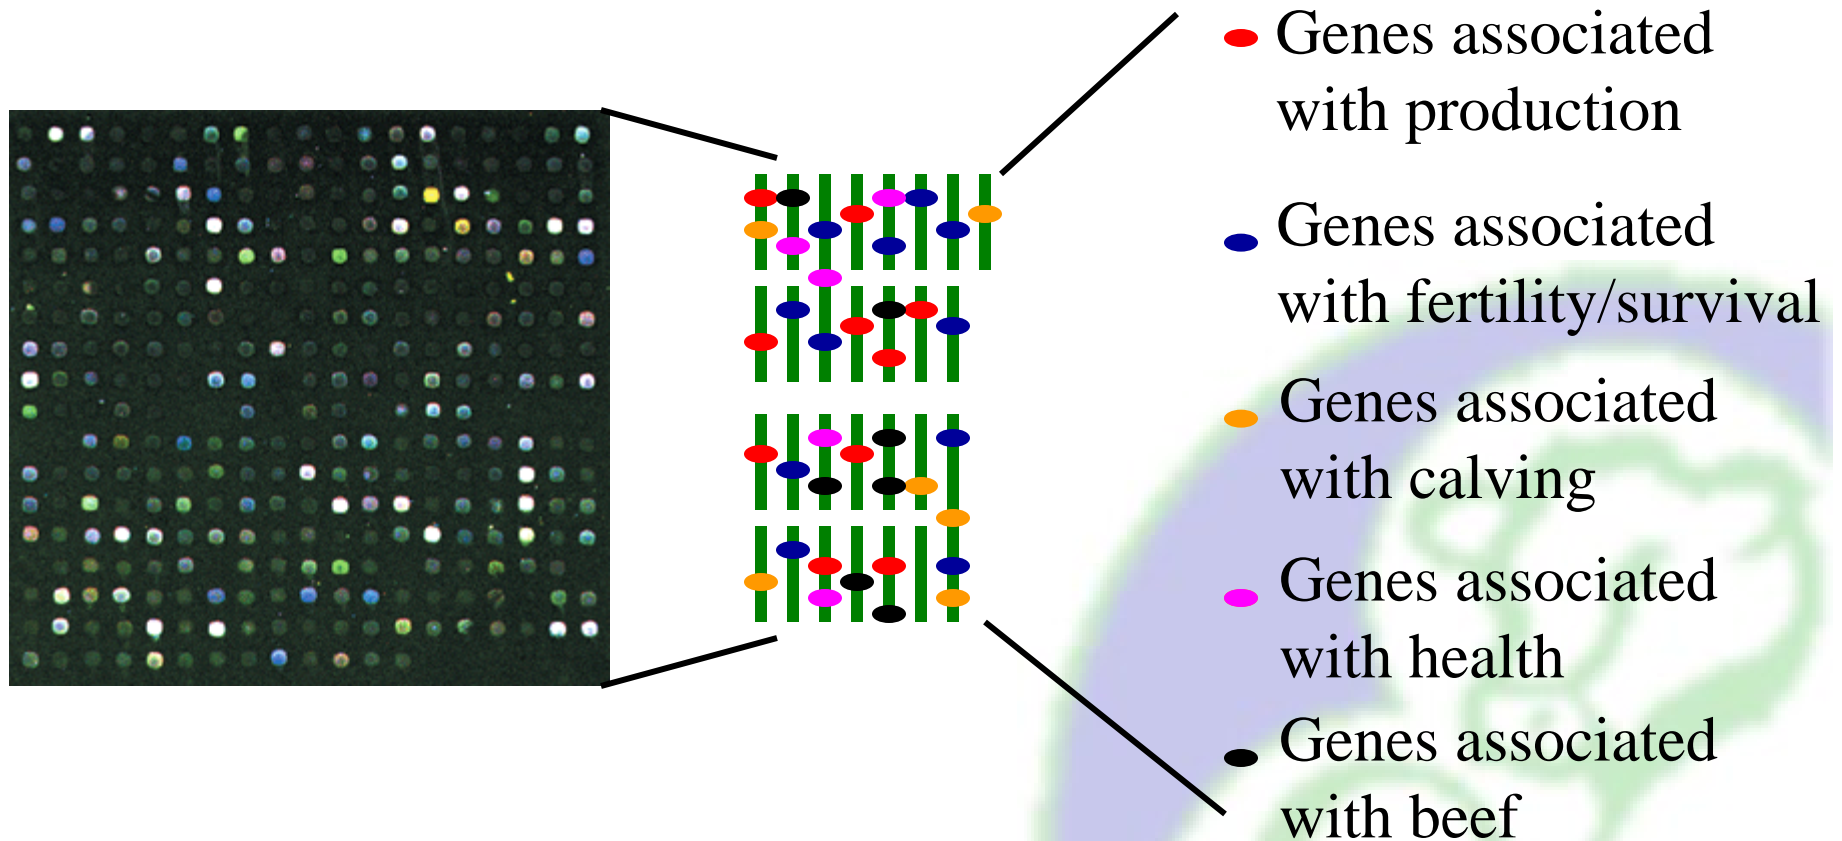 Genes associated
with production
Genes associated
with fertility/survival
Genes associated
with calving
Genes associated
with health
Genes associated
with beef